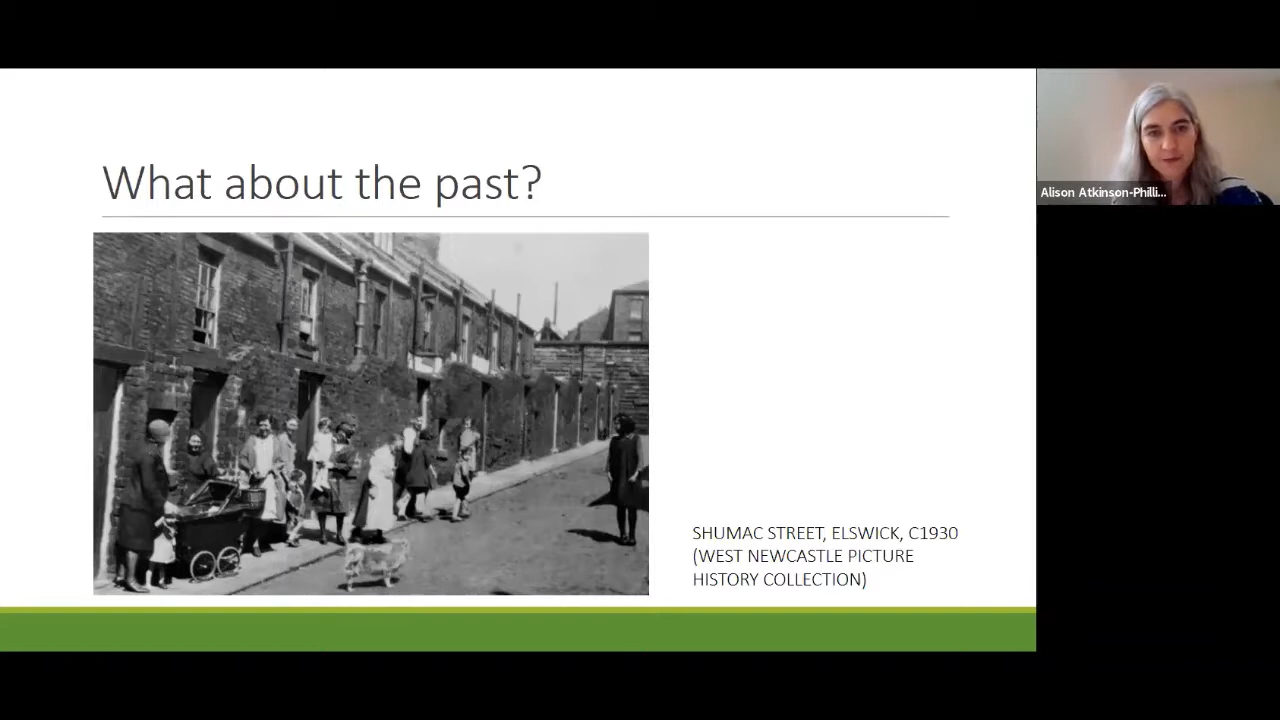 What about the past?
SHUMAC STREET, ELSWICK, C1930
(WEST NEWCASTLE PICTURE
HISTORY COLLECTION)
Alison Atkinson-Philli...